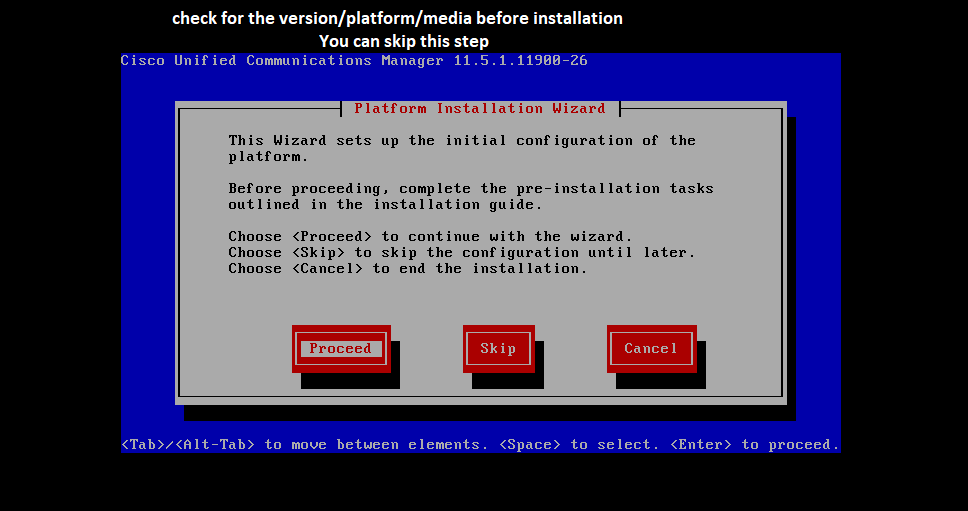 check for the version/platform/media before installation
You can skip this step
Cisco Unified Communications Manager 11.5.1.11900-26
Platform Installation Wizard
This Wizard sets up the initial configuration of the
platform.
Before proceeding, complete the pre-installation tasks
outlined in the installation guide.
Choose <Proceed> to continue with the wizard.
Choose <Skip> to skip the configuration until later.
Choose <Cancel> to end the installation.
Proceed Skip Cancel
<Tab>/<Alt-Tab> to move between elements. <Space> to select. <Enter> to proceed.